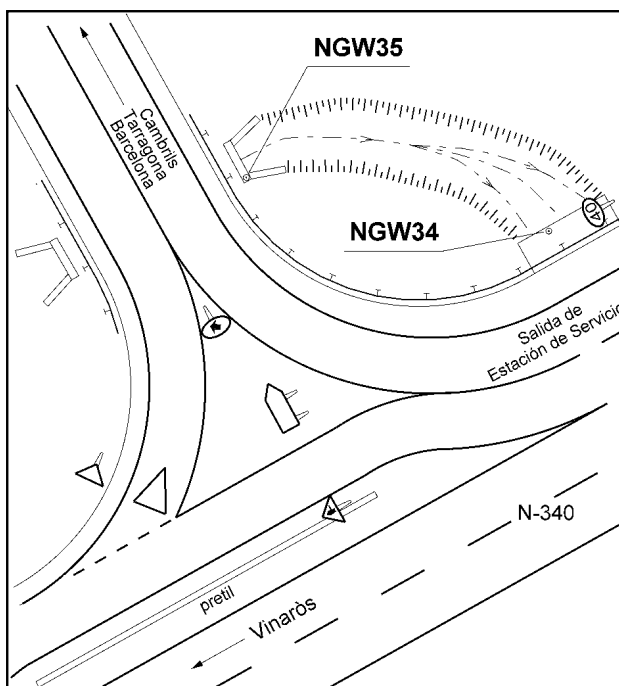 NGW35
Cambrils
Tarragona
Barcelona
NGW34
40
Salida de
Estación de Servicio
N-340
pretil
Vinaròs